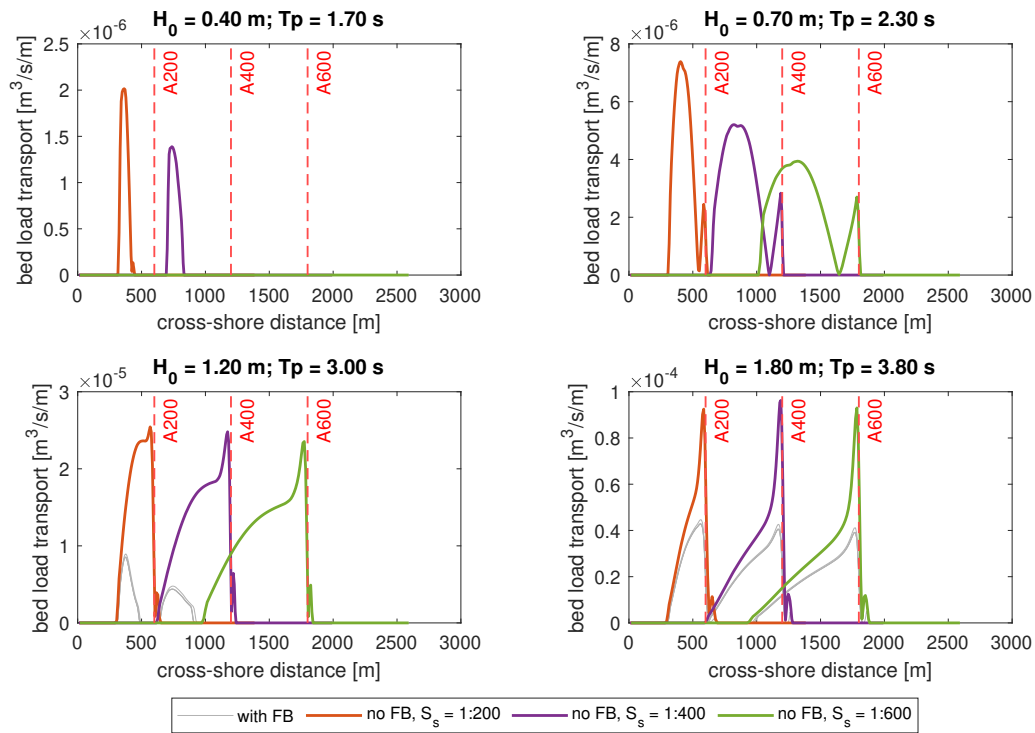 H_0 = 0.40 m; Tp = 1.70 s
×10^-6
2.5
2
1.5
1
0.5
0
bed load transport [m^3/s/m]
A200
A400
A600
0 500 1000 1500 2000 2500 3000
cross-shore distance [m]
H_0 = 0.70 m; Tp = 2.30 s
×10^-6
8
6
4
2
0
bed load transport [m^3/s/m]
A200
A400
A600
0 500 1000 1500 2000 2500 3000
cross-shore distance [m]
H_0 = 1.20 m; Tp = 3.00 s
×10^-5
3
2
1
0
bed load transport [m^3/s/m]
A200
A400
A600
0 500 1000 1500 2000 2500 3000
cross-shore distance [m]
H_0 = 1.80 m; Tp = 3.80 s
×10^-4
1
0.8
0.6
0.4
0.2
0
bed load transport [m^3/s/m]
A200
A400
A600
0 500 1000 1500 2000 2500 3000
cross-shore distance [m]
with FB no FB, S_s = 1:200 no FB, S_s = 1:400 no FB, S_s = 1:600